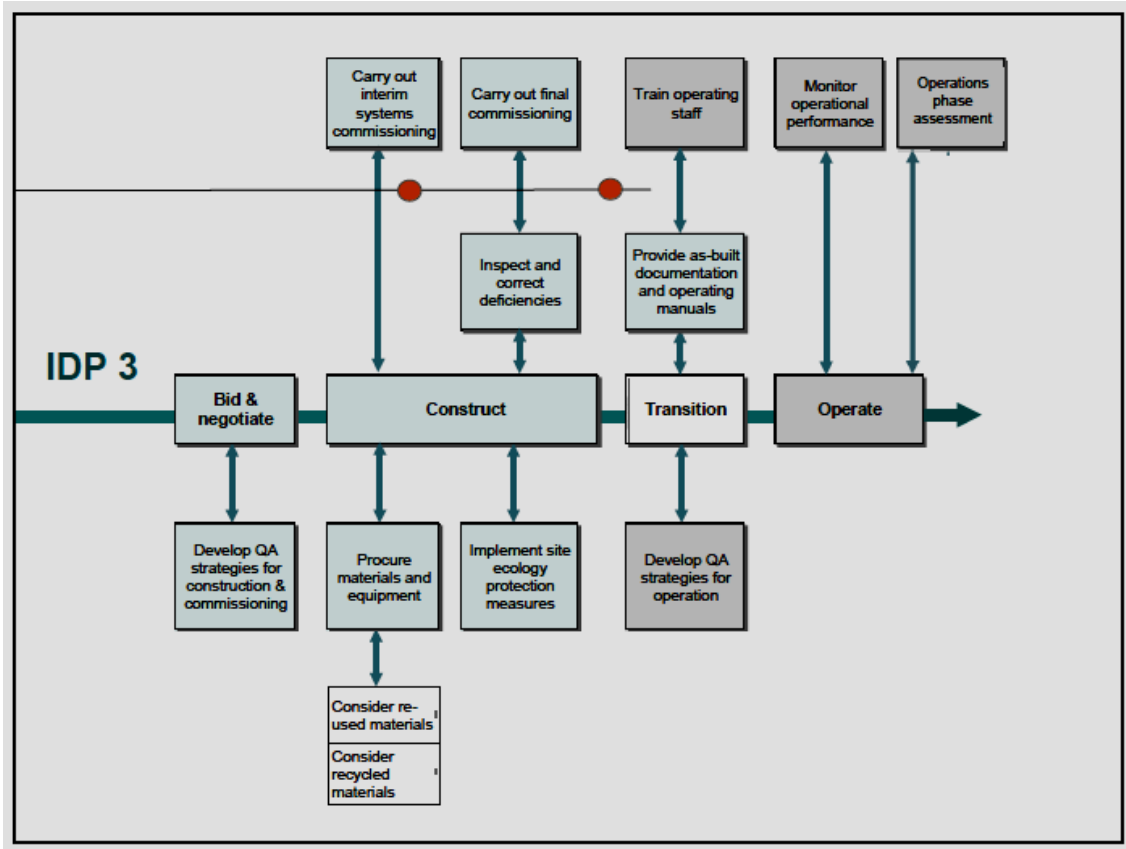 Carry out
interim
systems
commissioning
Carry out final
commissioning
Train operating
staff
Monitor
operational
performance
Operations
phase
assessment
Inspect and
correct
deficiencies
Provide as-built
documentation
and operating
manuals
IDP 3
Bid &
negotiate
Construct
Transition
Operate
Develop QA
strategies for
construction &
commissioning
Procure
materials and
equipment
Implement site
ecology
protection
measures
Develop QA
strategies for
operation
Consider re-
used materials
Consider
recycled
materials